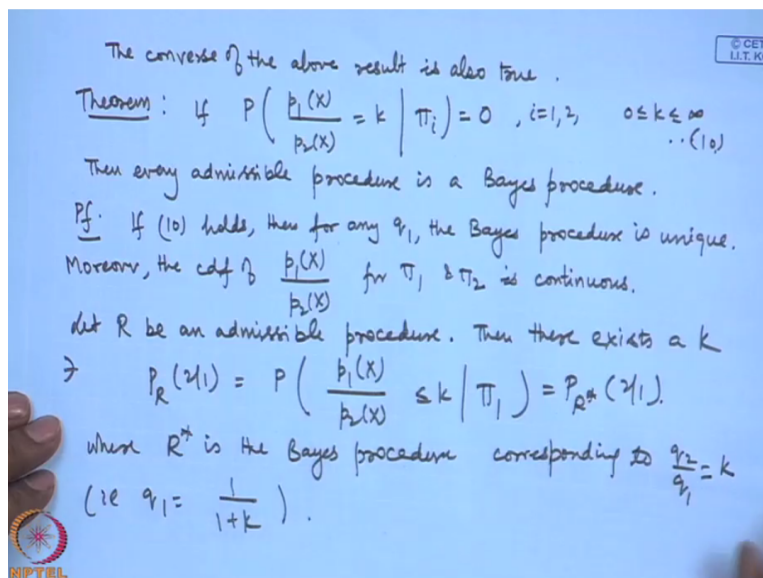 The converse of the above result is also true.
© CET
I.I.T. K
Theorem: If P( p₁(X)/p₂(X) = k | Πᵢ ) = 0 , i=1,2, 0 ≤ k ≤ ∞
..(10)
Then every admissible procedure is a Bayes procedure.
Pf. If (10) holds, then for any q₁, the Bayes procedure is unique.
Moreover, the cdf of p₁(X)/p₂(X) for Π₁ & Π₂ is continuous.
Let R be an admissible procedure. Then there exists a k
∋ P_R(2/1) = P( p₁(X)/p₂(X) ≤ k | Π₁ ) = P_R*(2/1).
where R* is the Bayes procedure corresponding to q₂/q₁ = k
(ie q₁ = 1/(1+k) ).
NPTEL